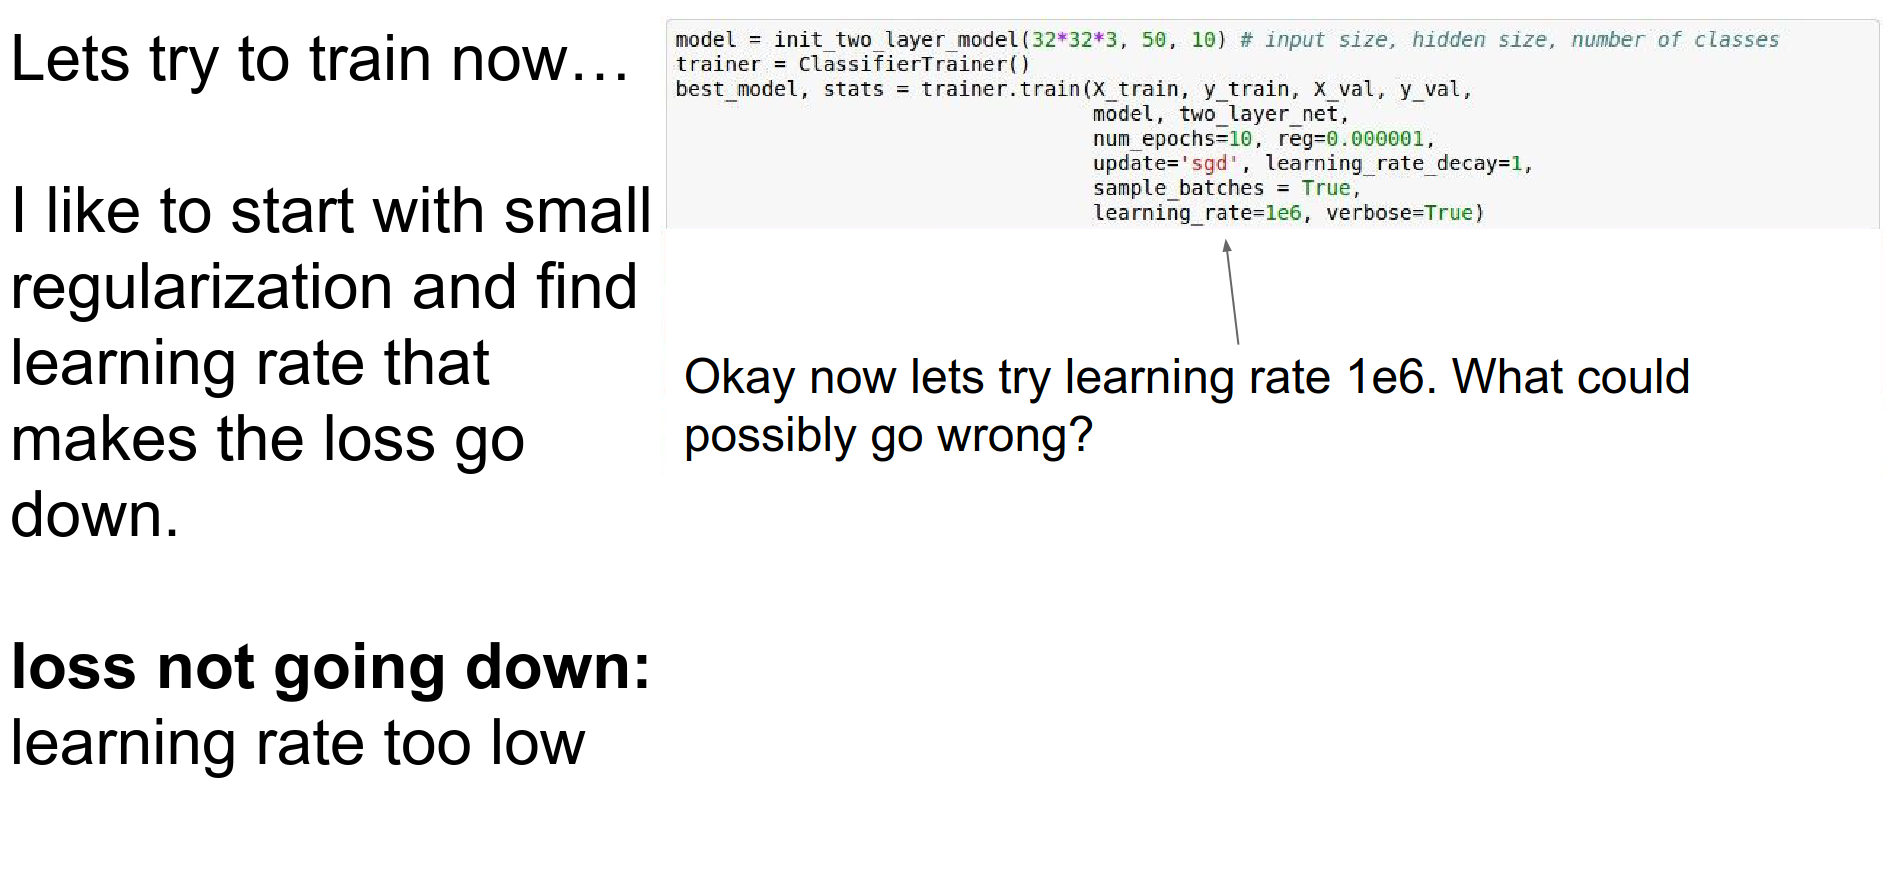 Lets try to train now…
I like to start with small
regularization and find
learning rate that
makes the loss go
down.
loss not going down:
learning rate too low
model = init_two_layer_model(32*32*3, 50, 10) # input size, hidden size, number of classes
trainer = ClassifierTrainer()
best_model, stats = trainer.train(X_train, y_train, X_val, y_val,
model, two_layer_net,
num_epochs=10, reg=0.000001,
update='sgd', learning_rate_decay=1,
sample_batches = True,
learning_rate=1e6, verbose=True)
Okay now lets try learning rate 1e6. What could
possibly go wrong?